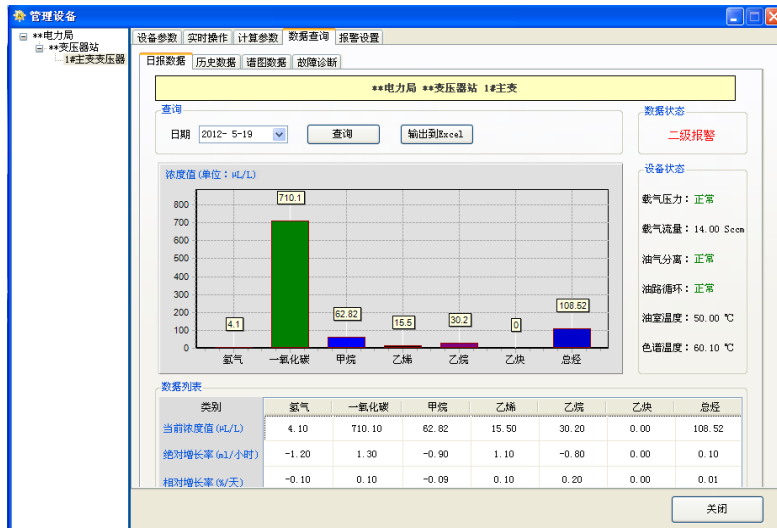 管理设备
**电力局
**变压器站
1#主变变压器
设备参数 实时操作 计算参数 数据查询 报警设置
日报数据 历史数据 谱图数据 故障诊断
**电力局 **变压器站 1#主变
查询
日期 2012- 5-19 查询 输出到Excel
数据状态
二级报警
设备状态
载气压力：正常
载气流量：14.00 Sccm
油气分离：正常
油路循环：正常
油室温度：50.00 ℃
色谱温度：60.10 ℃
浓度值(单位：μL/L)
800
700
600
500
400
300
200
100
0
4.1
710.1
62.82
15.5
30.2
0
108.52
氢气 一氧化碳 甲烷 乙烯 乙烷 乙炔 总烃
数据列表
类别 氢气 一氧化碳 甲烷 乙烯 乙烷 乙炔 总烃
当前浓度值(μL/L) 4.10 710.10 62.82 15.50 30.20 0.00 108.52
绝对增长率(ml/小时) -1.20 1.30 -0.90 1.10 -0.80 0.00 0.10
相对增长率(%/天) -0.10 0.10 -0.09 0.10 0.20 0.00 0.01
关闭